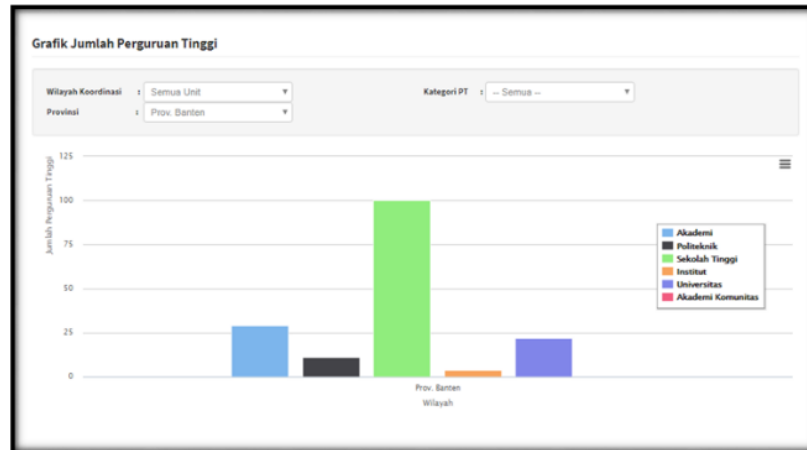 Grafik Jumlah Perguruan Tinggi
Wilayah Koordinasi : Semua Unit
Kategori PT : -- Semua --
Provinsi : Prov. Banten
Jumlah Perguruan Tinggi
125
100
75
50
25
0
Akademi
Politeknik
Sekolah Tinggi
Institut
Universitas
Akademi Komunitas
Prov. Banten
Wilayah